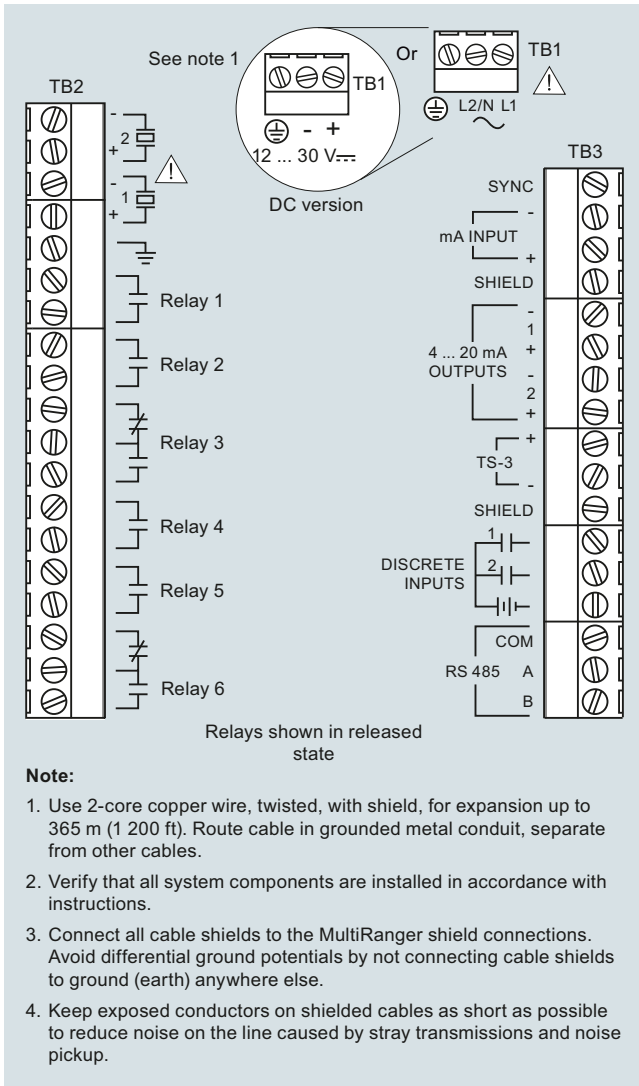 See note 1
TB1
Or
TB1
L2/N L1
- +
12 ... 30 V
DC version
TB2
-
2
+
-
1
+
Relay 1
Relay 2
Relay 3
Relay 4
Relay 5
Relay 6
TB3
SYNC
-
mA INPUT
+
SHIELD
-
1
4 ... 20 mA +
OUTPUTS -
2
+
+
TS-3
-
SHIELD
1
DISCRETE 2
INPUTS
COM
RS 485 A
B
Relays shown in released
state
Note:
1. Use 2-core copper wire, twisted, with shield, for expansion up to
365 m (1 200 ft). Route cable in grounded metal conduit, separate
from other cables.
2. Verify that all system components are installed in accordance with
instructions.
3. Connect all cable shields to the MultiRanger shield connections.
Avoid differential ground potentials by not connecting cable shields
to ground (earth) anywhere else.
4. Keep exposed conductors on shielded cables as short as possible
to reduce noise on the line caused by stray transmissions and noise
pickup.